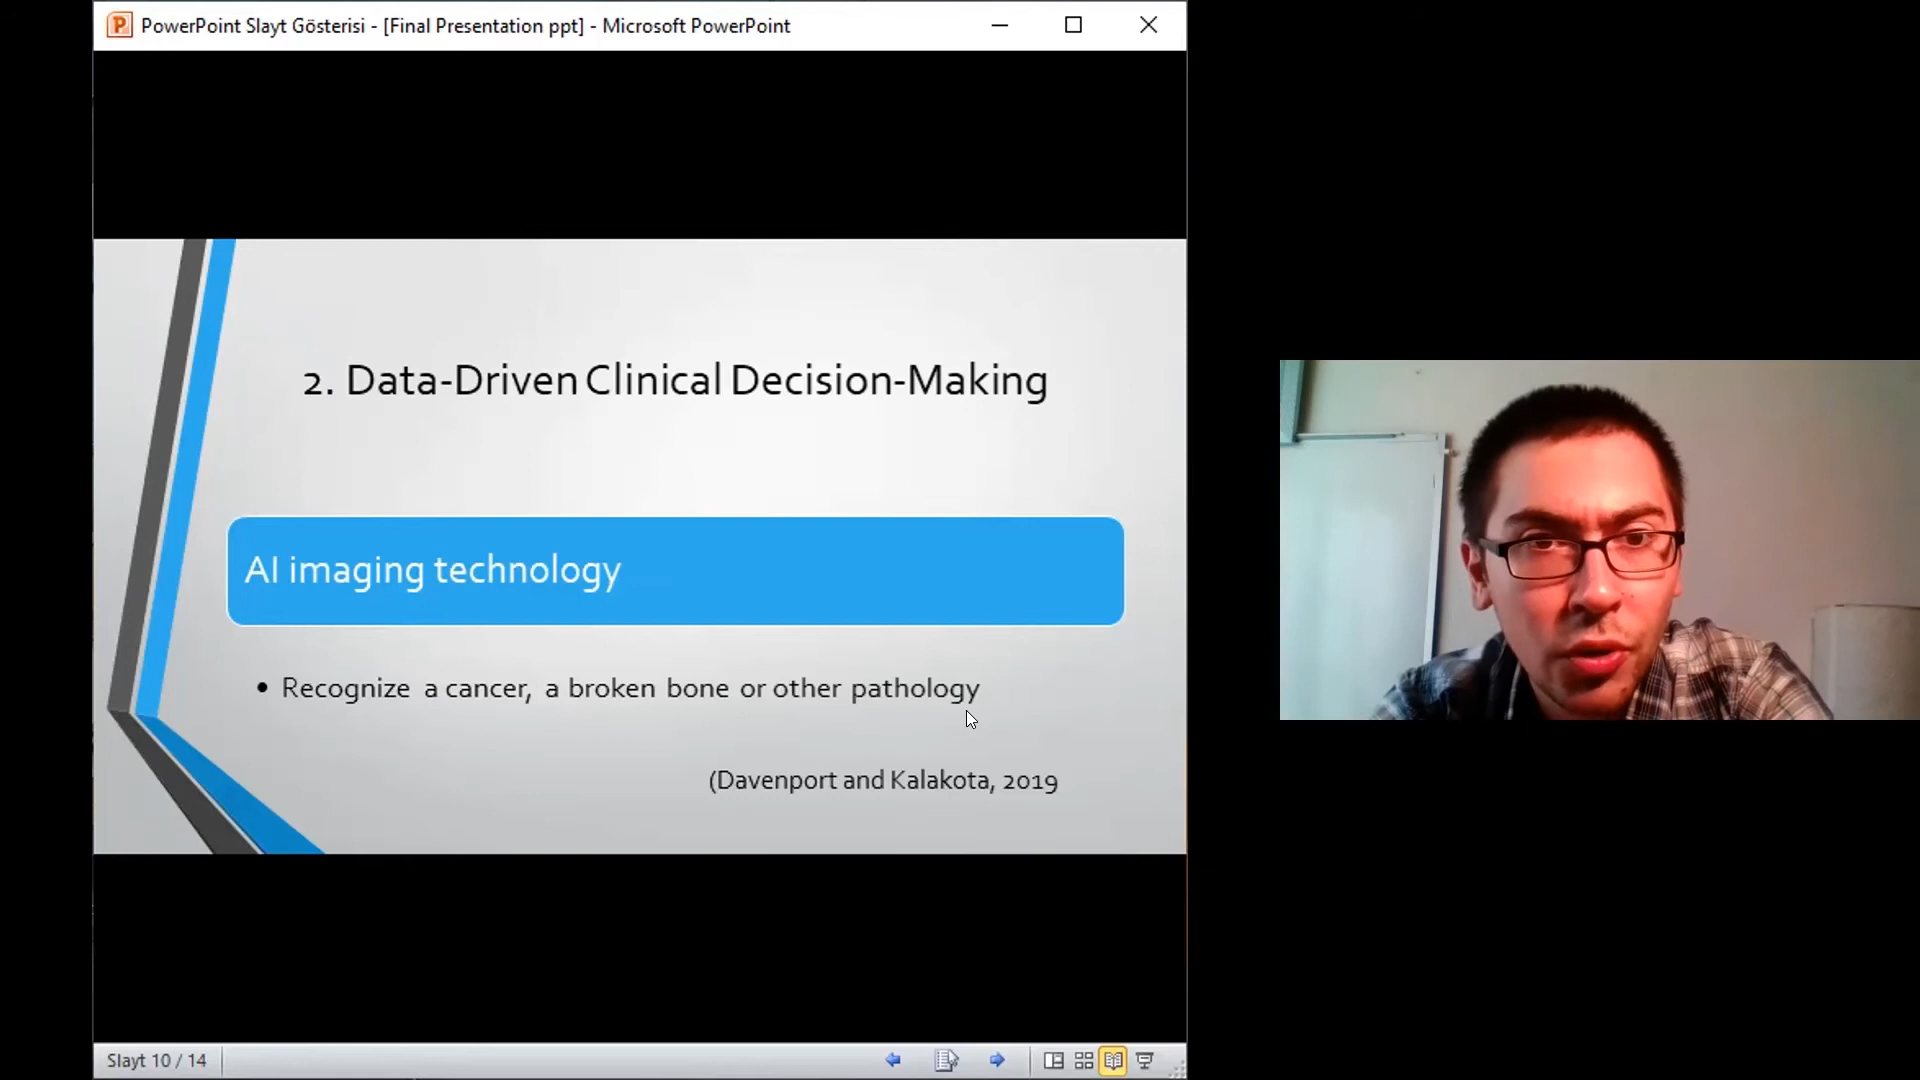 PowerPoint Slayt Gösterisi - [Final Presentation ppt] - Microsoft PowerPoint
2. Data-Driven Clinical Decision-Making
AI imaging technology
• Recognize a cancer, a broken bone or other pathology
(Davenport and Kalakota, 2019
Slayt 10 / 14